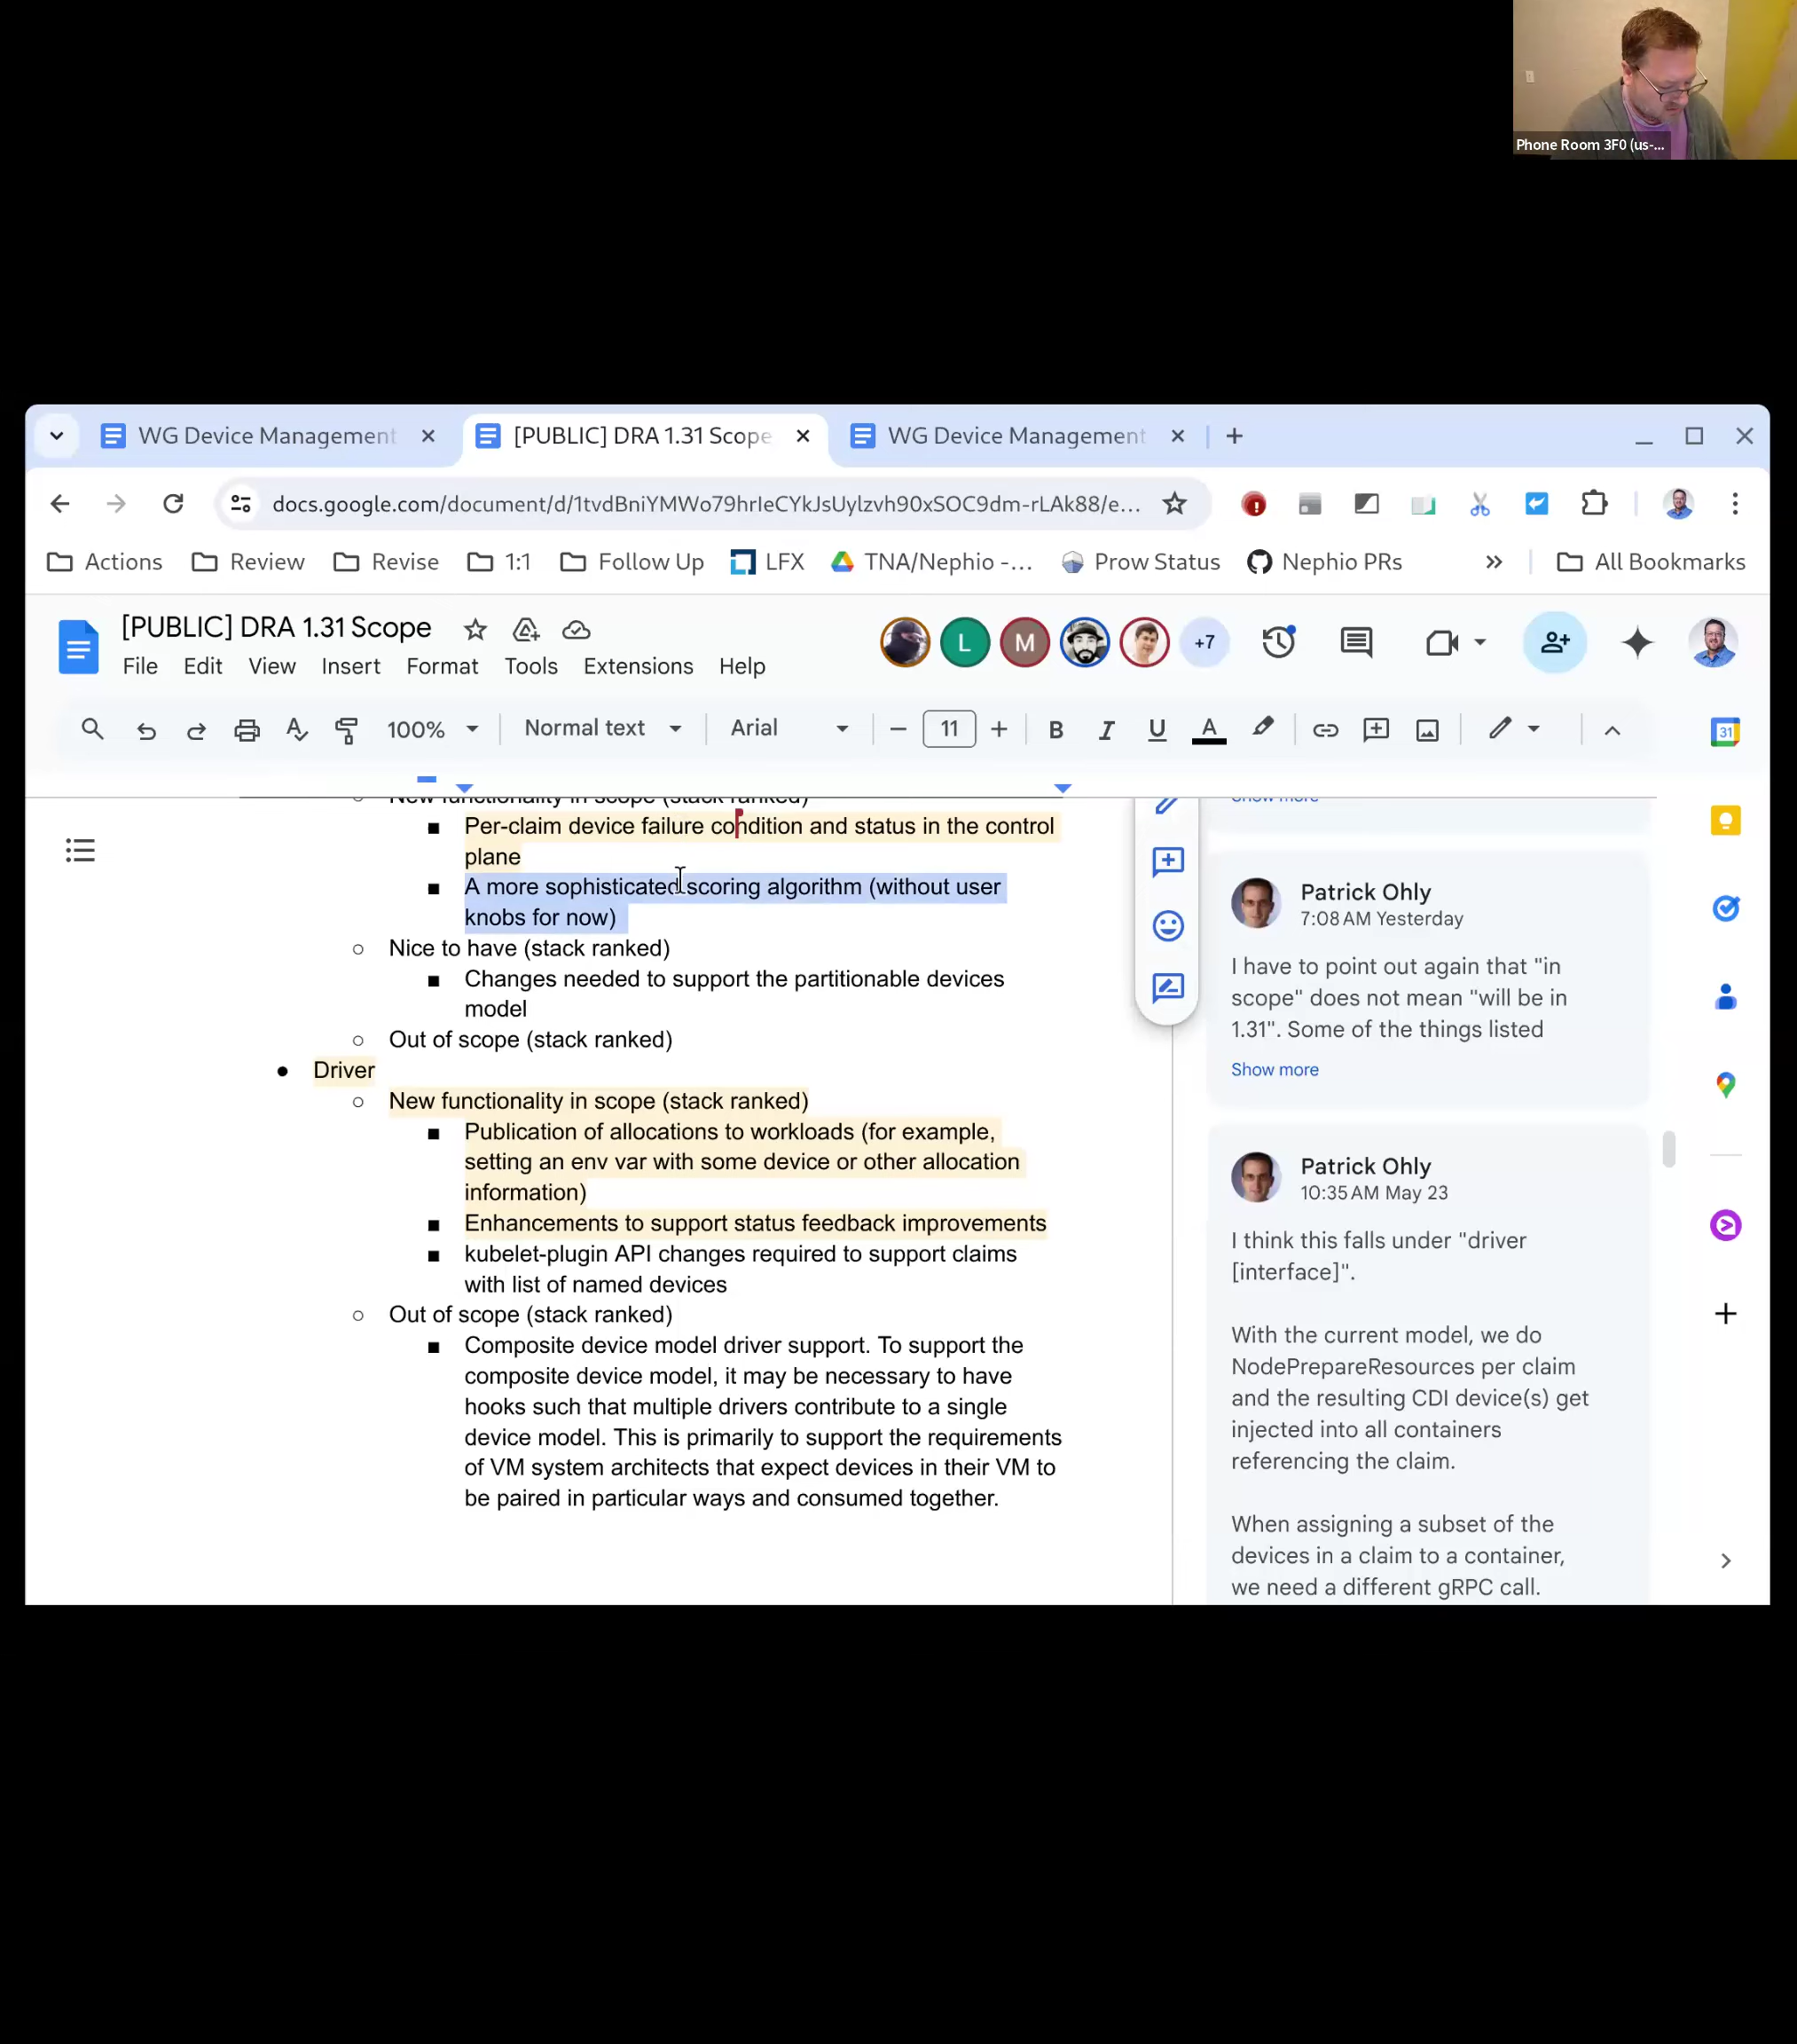 Phone Room 3F0 (us-...
WG Device Management
[PUBLIC] DRA 1.31 Scope
WG Device Management
docs.google.com/document/d/1tvdBniYMWo79hrIeCYkJsUylzvh90xSOC9dm-rLAk88/e...
Actions
Review
Revise
1:1
Follow Up
LFX
TNA/Nephio -...
Prow Status
Nephio PRs
All Bookmarks
[PUBLIC] DRA 1.31 Scope
L
M
+7
File Edit View Insert Format Tools Extensions Help
100% Normal text Arial 11 B I U A
31
New functionality in scope (stack ranked)
Show more
Per-claim device failure condition and status in the control
plane
A more sophisticated scoring algorithm (without user
knobs for now)
Nice to have (stack ranked)
Changes needed to support the partitionable devices
model
Out of scope (stack ranked)
Driver
New functionality in scope (stack ranked)
Publication of allocations to workloads (for example,
setting an env var with some device or other allocation
information)
Enhancements to support status feedback improvements
kubelet-plugin API changes required to support claims
with list of named devices
Out of scope (stack ranked)
Composite device model driver support. To support the
composite device model, it may be necessary to have
hooks such that multiple drivers contribute to a single
device model. This is primarily to support the requirements
of VM system architects that expect devices in their VM to
be paired in particular ways and consumed together.
Patrick Ohly
7:08 AM Yesterday
I have to point out again that "in
scope" does not mean "will be in
1.31". Some of the things listed
Show more
Patrick Ohly
10:35 AM May 23
I think this falls under "driver
[interface]".
With the current model, we do
NodePrepareResources per claim
and the resulting CDI device(s) get
injected into all containers
referencing the claim.
When assigning a subset of the
devices in a claim to a container,
we need a different gRPC call.